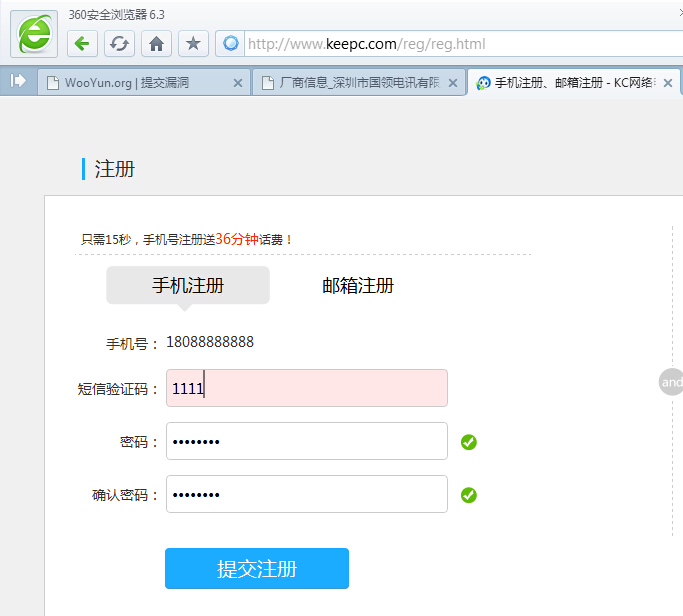 360安全浏览器 6.3
http://www.keepc.com/reg/reg.html
WooYun.org | 提交漏洞
厂商信息_深圳市国领电讯有限
手机注册、邮箱注册 - KC网络
注册
只需15秒，手机号注册送36分钟话费！
手机注册 邮箱注册
手机号： 18088888888
短信验证码： 1111
and
密码： ••••••••
确认密码： ••••••••
提交注册